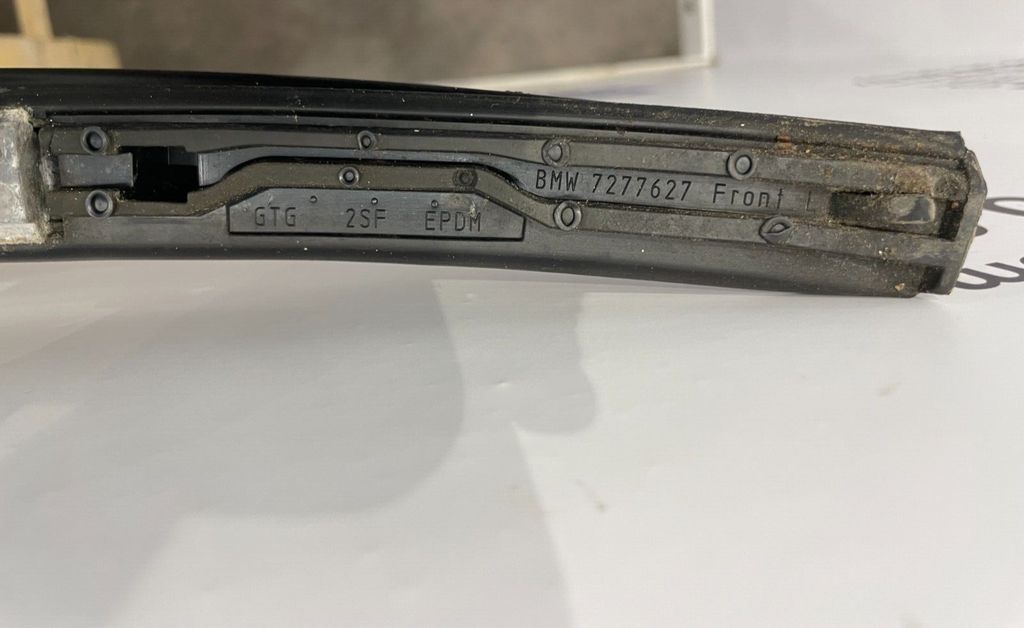 BMW 7277627 Front L
GTG 2SF EPDM